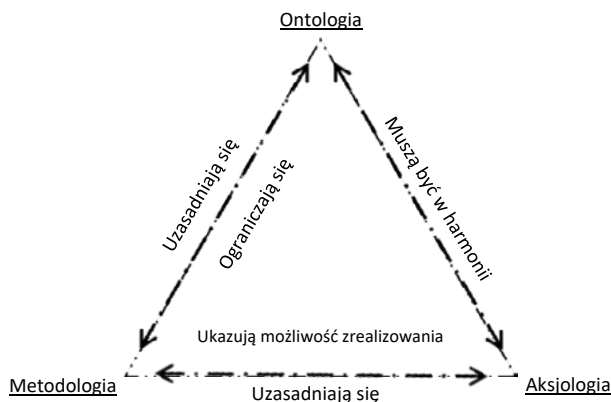 Ontologia
Uzasadniają się
Ograniczają się
Muszą być w harmonii
Ukazują możliwość zrealizowania
Metodologia
Aksjologia
Uzasadniają się